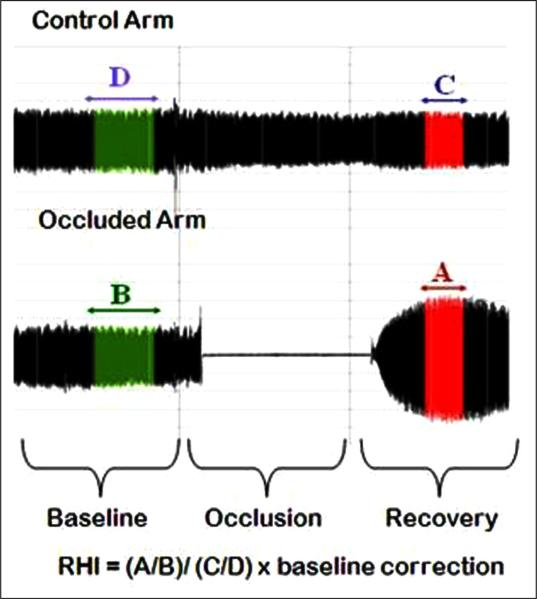 Control Arm
D
C
Occluded Arm
B
A
Baseline Occlusion Recovery
RHI = (A/B)/ (C/D) x baseline correction